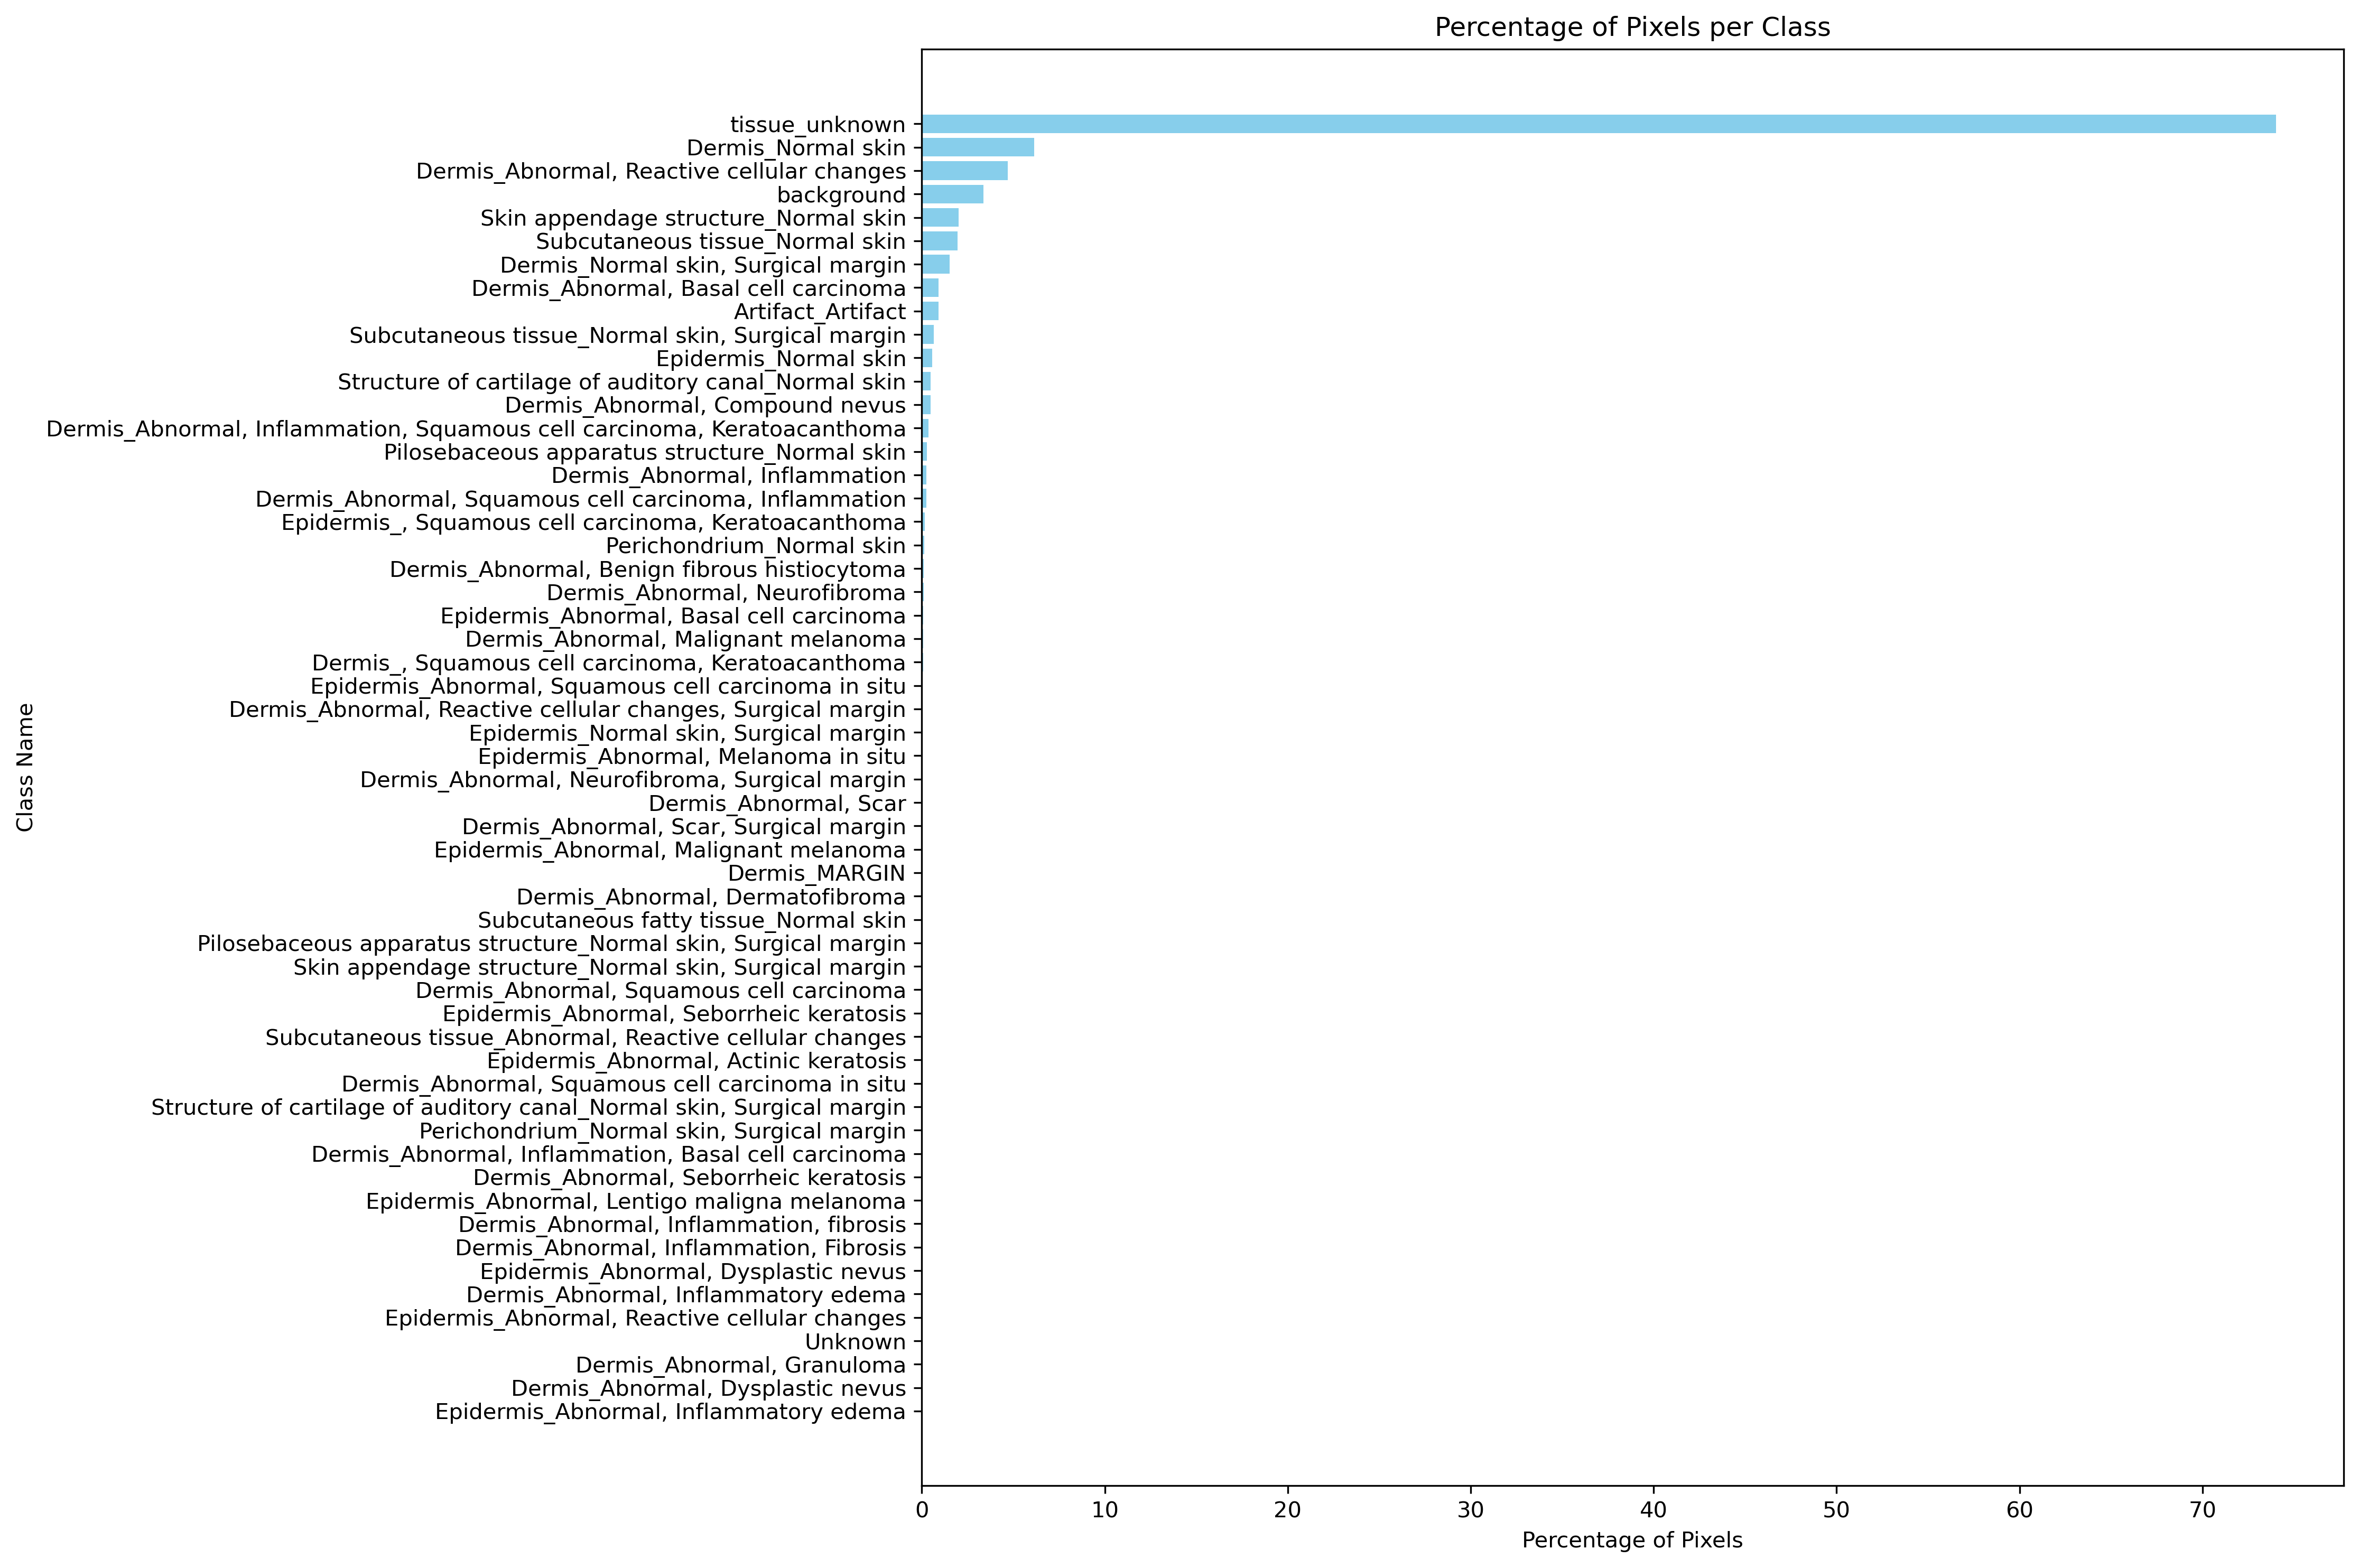 Percentage of Pixels per Class
tissue_unknown
Dermis_Normal skin
Dermis_Abnormal, Reactive cellular changes
background
Skin appendage structure_Normal skin
Subcutaneous tissue_Normal skin
Dermis_Normal skin, Surgical margin
Dermis_Abnormal, Basal cell carcinoma
Artifact_Artifact
Subcutaneous tissue_Normal skin, Surgical margin
Epidermis_Normal skin
Structure of cartilage of auditory canal_Normal skin
Dermis_Abnormal, Compound nevus
Dermis_Abnormal, Inflammation, Squamous cell carcinoma, Keratoacanthoma
Pilosebaceous apparatus structure_Normal skin
Dermis_Abnormal, Inflammation
Dermis_Abnormal, Squamous cell carcinoma, Inflammation
Epidermis_, Squamous cell carcinoma, Keratoacanthoma
Perichondrium_Normal skin
Dermis_Abnormal, Benign fibrous histiocytoma
Dermis_Abnormal, Neurofibroma
Epidermis_Abnormal, Basal cell carcinoma
Dermis_Abnormal, Malignant melanoma
Dermis_, Squamous cell carcinoma, Keratoacanthoma
Epidermis_Abnormal, Squamous cell carcinoma in situ
Dermis_Abnormal, Reactive cellular changes, Surgical margin
Epidermis_Normal skin, Surgical margin
Epidermis_Abnormal, Melanoma in situ
Dermis_Abnormal, Neurofibroma, Surgical margin
Dermis_Abnormal, Scar
Dermis_Abnormal, Scar, Surgical margin
Epidermis_Abnormal, Malignant melanoma
Dermis_MARGIN
Dermis_Abnormal, Dermatofibroma
Subcutaneous fatty tissue_Normal skin
Pilosebaceous apparatus structure_Normal skin, Surgical margin
Skin appendage structure_Normal skin, Surgical margin
Dermis_Abnormal, Squamous cell carcinoma
Epidermis_Abnormal, Seborrheic keratosis
Subcutaneous tissue_Abnormal, Reactive cellular changes
Epidermis_Abnormal, Actinic keratosis
Dermis_Abnormal, Squamous cell carcinoma in situ
Structure of cartilage of auditory canal_Normal skin, Surgical margin
Perichondrium_Normal skin, Surgical margin
Dermis_Abnormal, Inflammation, Basal cell carcinoma
Dermis_Abnormal, Seborrheic keratosis
Epidermis_Abnormal, Lentigo maligna melanoma
Dermis_Abnormal, Inflammation, fibrosis
Dermis_Abnormal, Inflammation, Fibrosis
Epidermis_Abnormal, Dysplastic nevus
Dermis_Abnormal, Inflammatory edema
Epidermis_Abnormal, Reactive cellular changes
Unknown
Dermis_Abnormal, Granuloma
Dermis_Abnormal, Dysplastic nevus
Epidermis_Abnormal, Inflammatory edema
Class Name
0 10 20 30 40 50 60 70
Percentage of Pixels